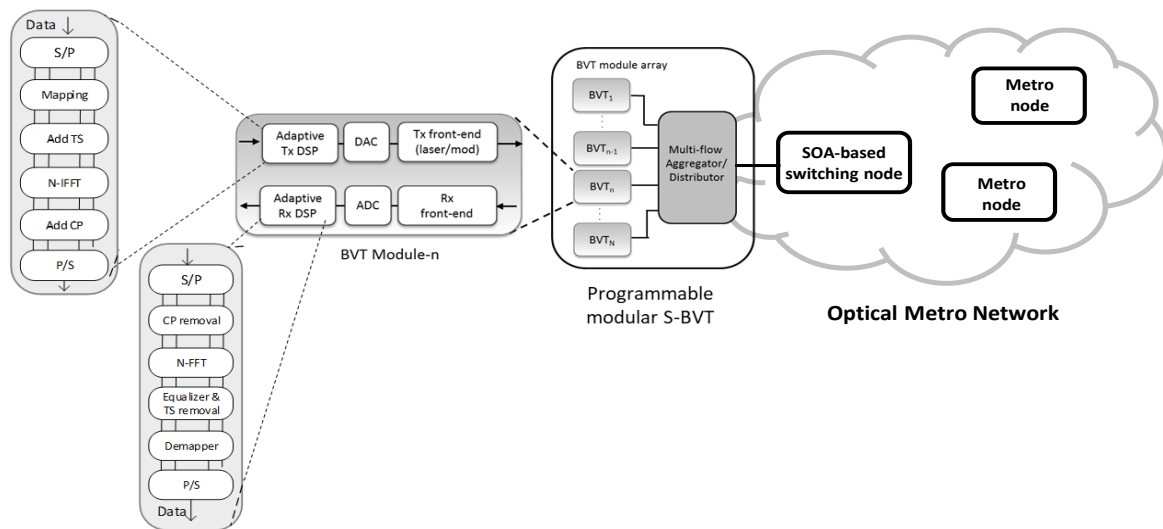 Data
S/P
Mapping
Add TS
N-IFFT
Add CP
P/S
S/P
CP removal
N-FFT
Equalizer &
TS removal
Demapper
P/S
Data
Adaptive
Tx DSP
DAC
Tx front-end
(laser/mod)
Adaptive
Rx DSP
ADC
Rx
front-end
BVT Module-n
BVT module array
BVT1
BVTn-1
BVTn
BVTN
Multi-flow
Aggregator/
Distributor
Programmable
modular S-BVT
SOA-based
switching node
Metro
node
Metro
node
Optical Metro Network